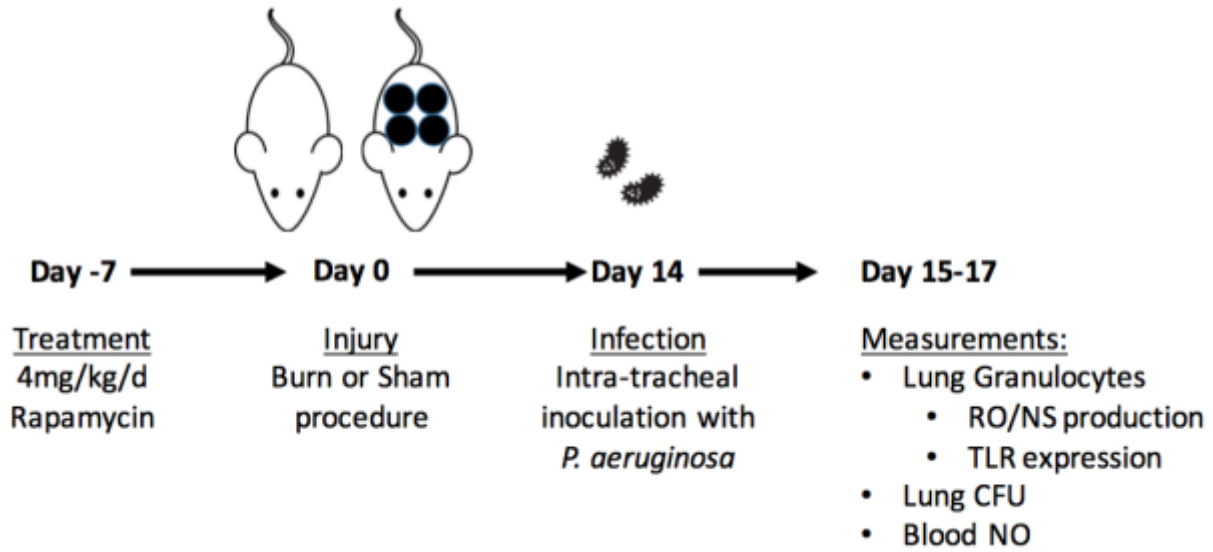 Day -7
Day 0
Day 14
Day 15-17
Treatment
4mg/kg/d
Rapamycin
Injury
Burn or Sham
procedure
Infection
Intra-tracheal
inoculation with
P. aeruginosa
Measurements:
• Lung Granulocytes
• RO/NS production
• TLR expression
• Lung CFU
• Blood NO